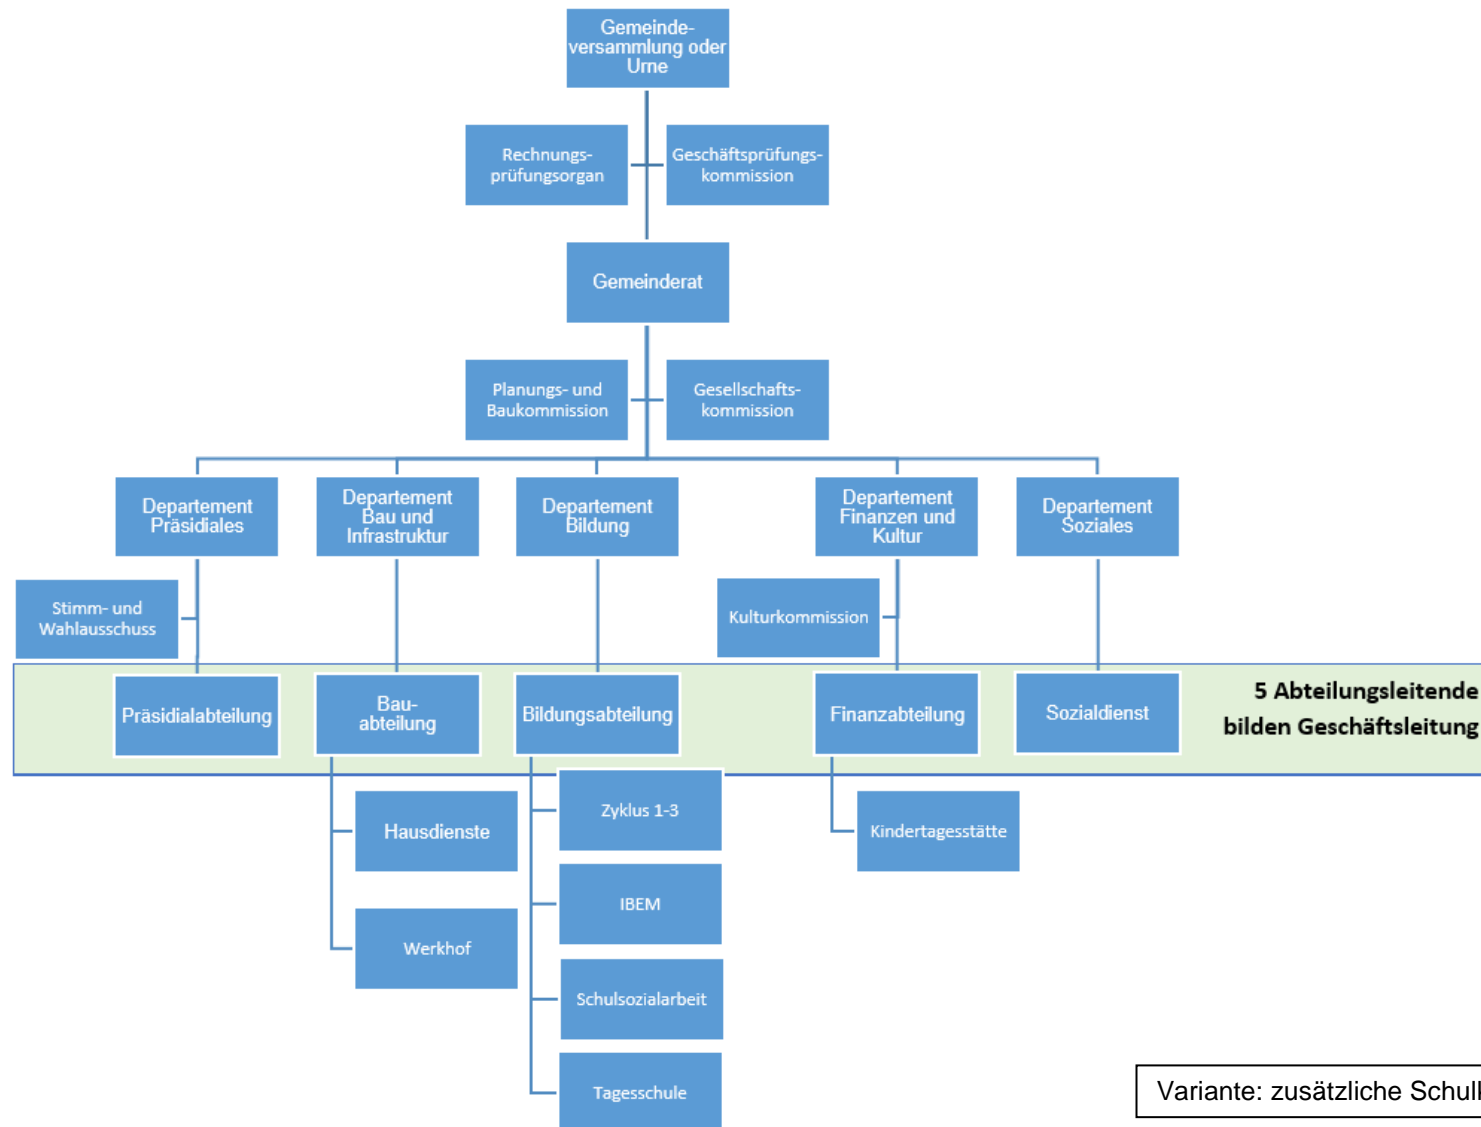 Gemeinde-
versammlung oder
Urne
Rechnungs-
prüfungsorgan
Geschäftsprüfungs-
kommission
Gemeinderat
Planungs- und
Baukommission
Gesellschafts-
kommission
Departement
Präsidiales
Departement
Bau und
Infrastruktur
Departement
Bildung
Departement
Finanzen und
Kultur
Departement
Soziales
Stimm- und
Wahlausschuss
Kulturkommission
Präsidialabteilung
Bau-
abteilung
Bildungsabteilung
Finanzabteilung
Sozialdienst
5 Abteilungsleitende
bilden Geschäftsleitung
Hausdienste
Werkhof
Zyklus 1-3
IBEM
Schulsozialarbeit
Tagesschule
Kindertagesstätte
Variante: zusätzliche